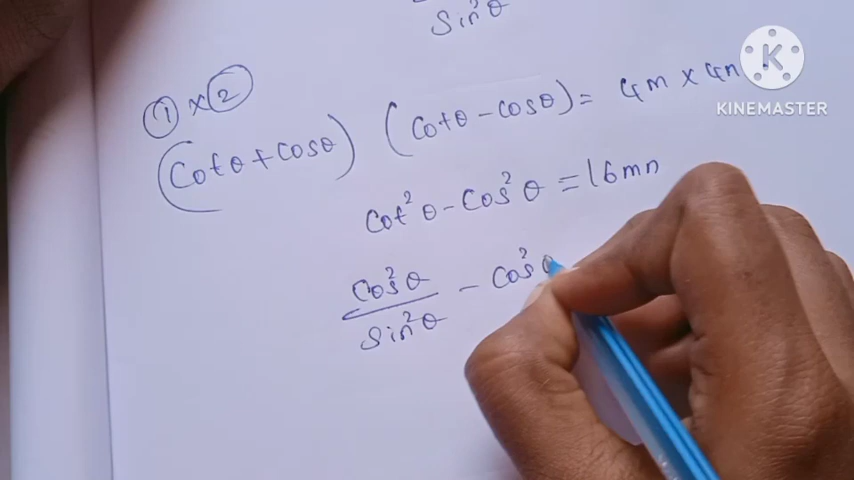 Sin²θ
① × ②
(Cotθ + Cosθ) (Cotθ - Cosθ) = 4m × 4n
KINEMASTER
Cot²θ - Cos²θ = 16mn
Cos²θ/Sin²θ - Cos²θ